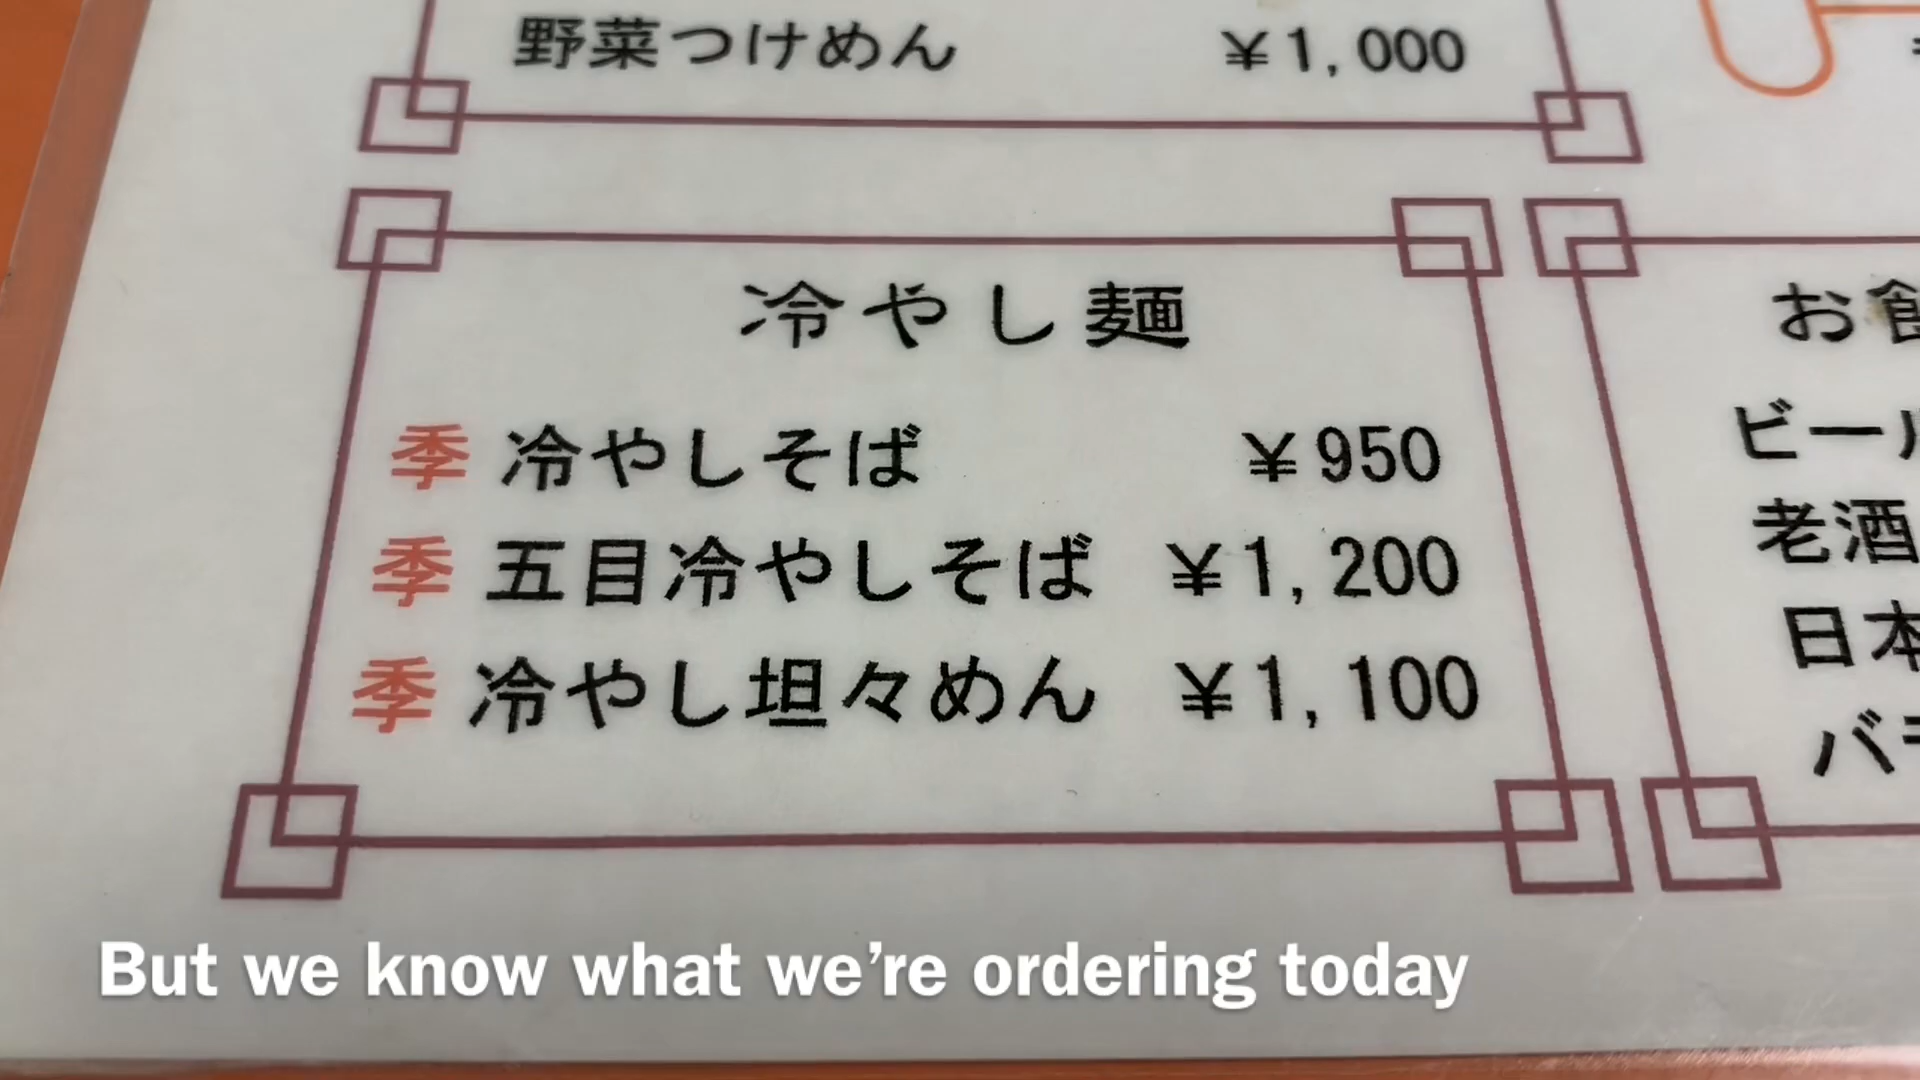 野菜つけめん ¥1,000
冷やし麺
季 冷やしそば ¥950
季 五目冷やしそば ¥1,200
季 冷やし坦々めん ¥1,100
お
ビー
老酒
日本
バ
But we know what we're ordering today